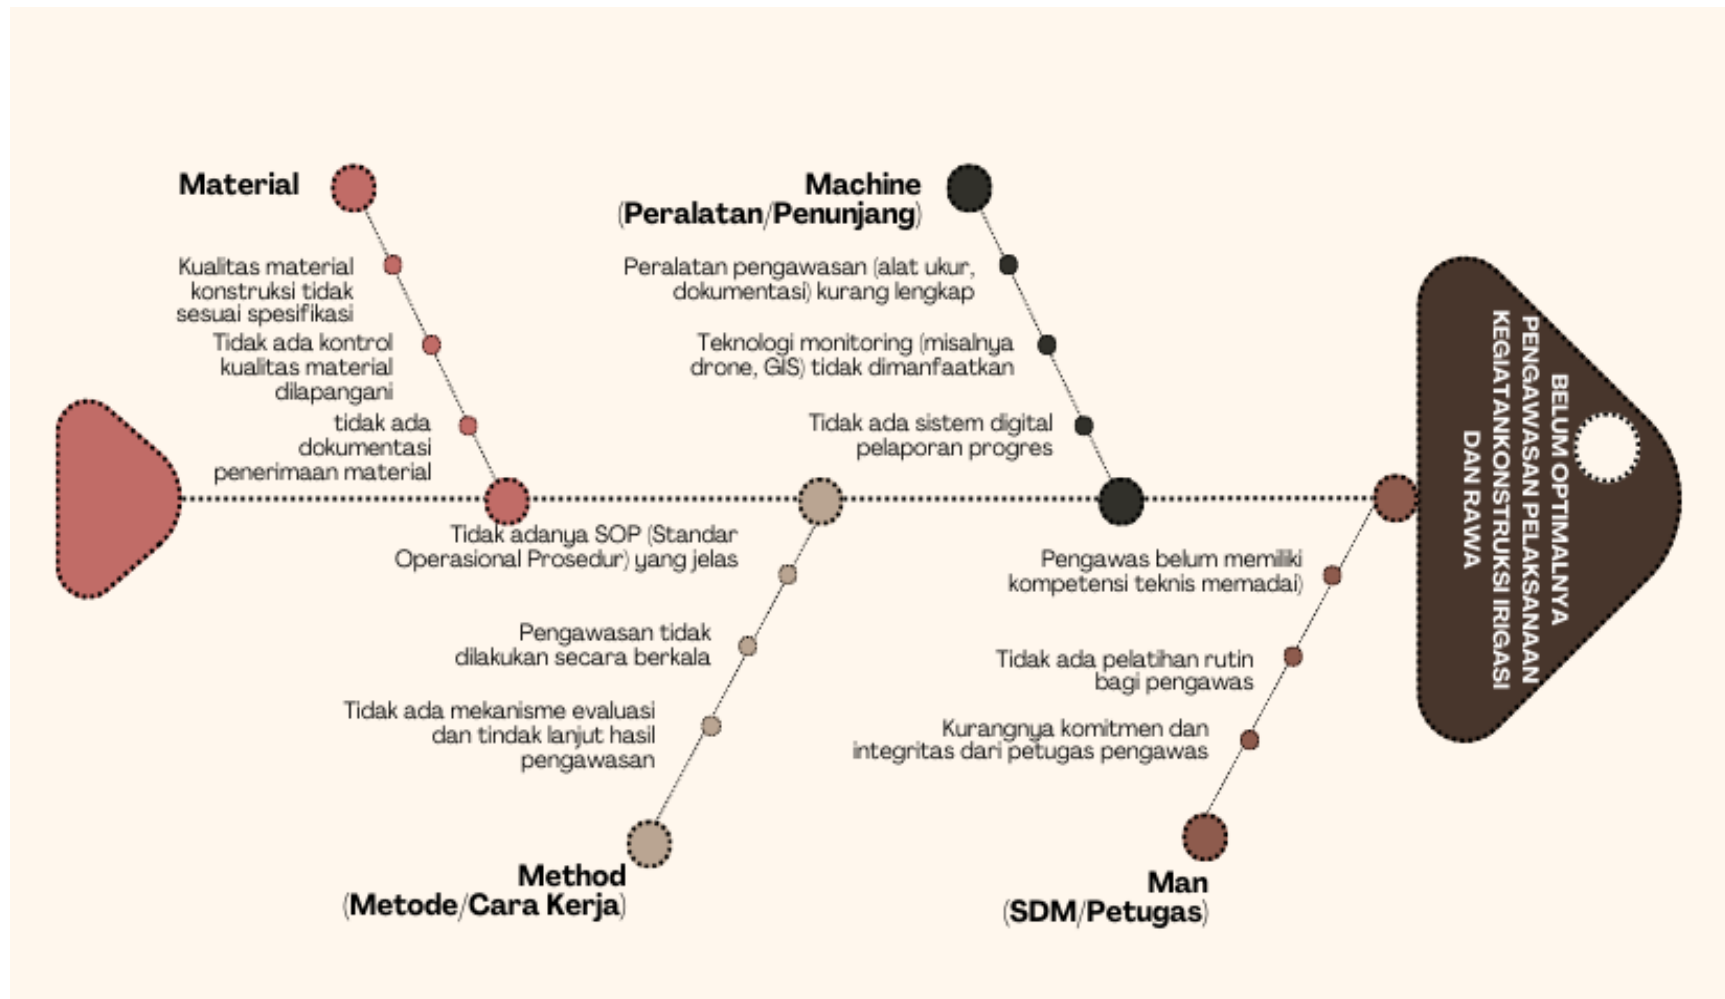 Material
Kualitas material
konstruksi tidak
sesuai spesifikasi
Tidak ada kontrol
kualitas material
dilapangani
tidak ada
dokumentasi
penerimaan material
Machine
(Peralatan/Penunjang)
Peralatan pengawasan (alat ukur,
dokumentasi) kurang lengkap
Teknologi monitoring (misalnya
drone, GIS) tidak dimanfaatkan
Tidak ada sistem digital
pelaporan progres
Tidak adanya SOP (Standar
Operasional Prosedur) yang jelas
Pengawasan tidak
dilakukan secara berkala
Tidak ada mekanisme evaluasi
dan tindak lanjut hasil
pengawasan
Method
(Metode/Cara Kerja)
Pengawas belum memiliki
kompetensi teknis memadai)
Tidak ada pelatihan rutin
bagi pengawas
Kurangnya komitmen dan
integritas dari petugas pengawas
Man
(SDM/Petugas)
BELUM OPTIMALNYA
PENGAWASAN PELAKSANAAN
KEGIATANKONSTRUKSI IRIGASI
DAN RAWA